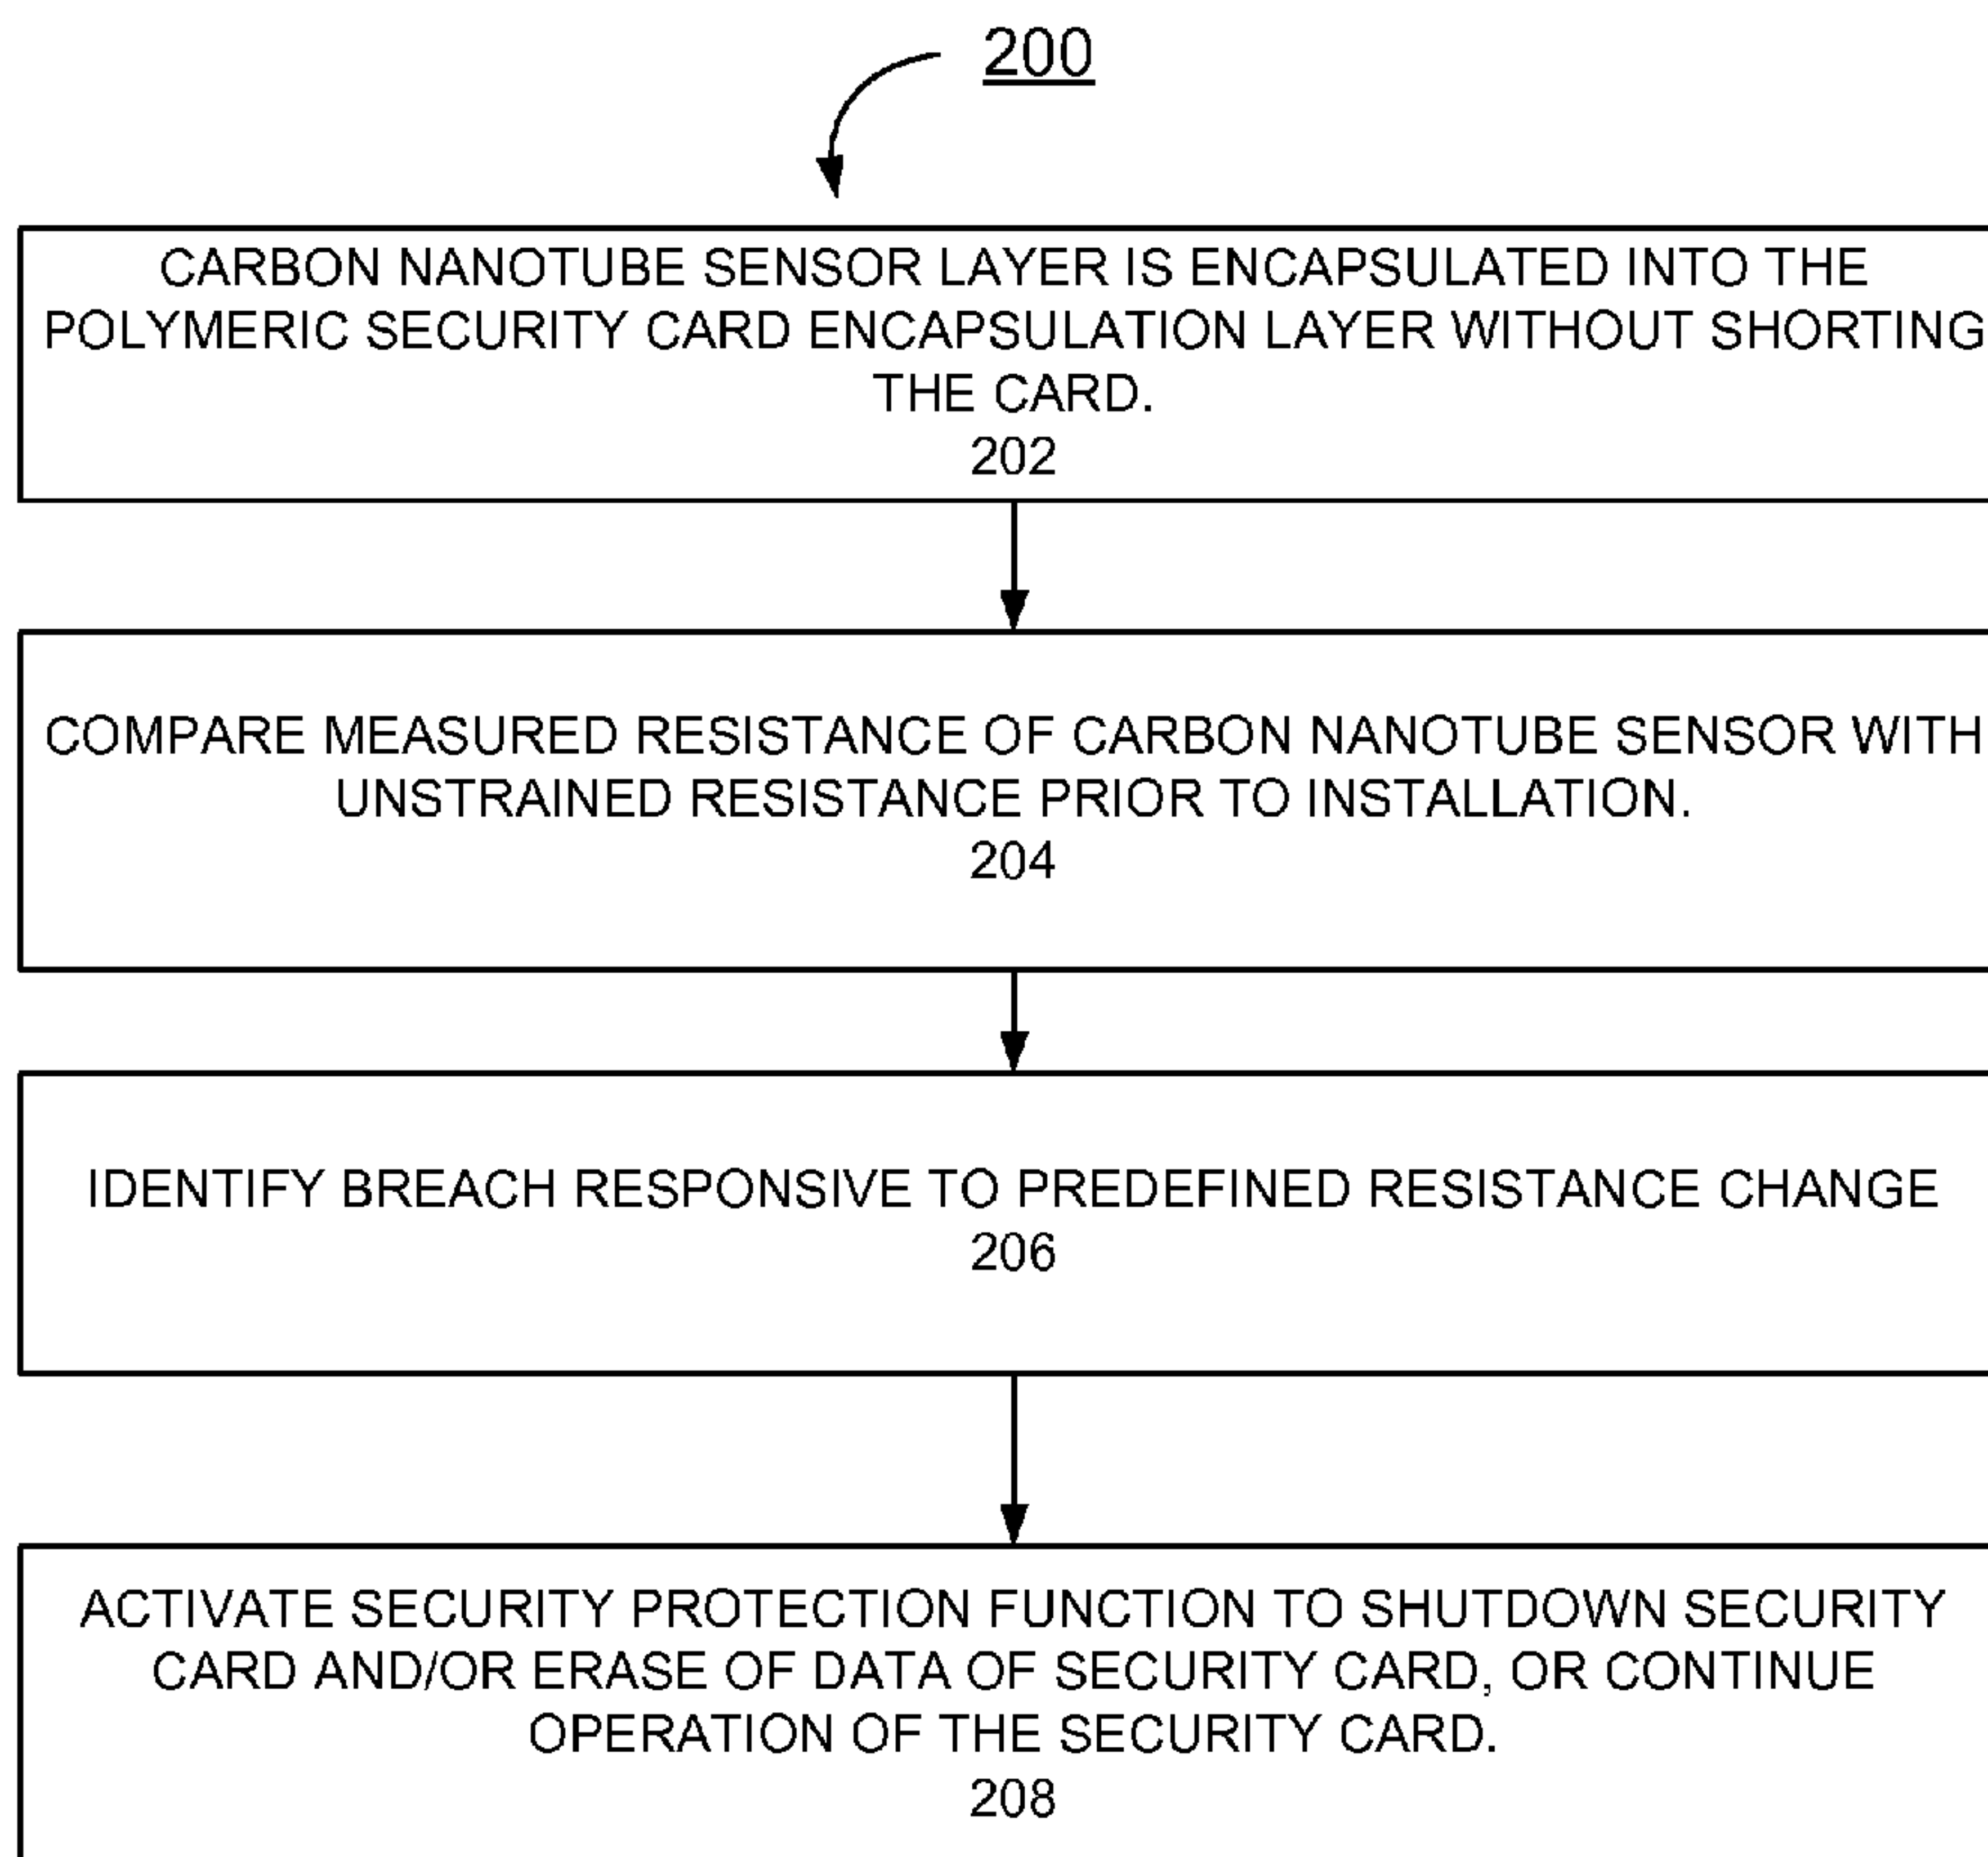 200
CARBON NANOTUBE SENSOR LAYER IS ENCAPSULATED INTO THE
POLYMERIC SECURITY CARD ENCAPSULATION LAYER WITHOUT SHORTING
THE CARD.
202
COMPARE MEASURED RESISTANCE OF CARBON NANOTUBE SENSOR WITH
UNSTRAINED RESISTANCE PRIOR TO INSTALLATION.
204
IDENTIFY BREACH RESPONSIVE TO PREDEFINED RESISTANCE CHANGE
206
ACTIVATE SECURITY PROTECTION FUNCTION TO SHUTDOWN SECURITY
CARD AND/OR ERASE OF DATA OF SECURITY CARD, OR CONTINUE
OPERATION OF THE SECURITY CARD.
208